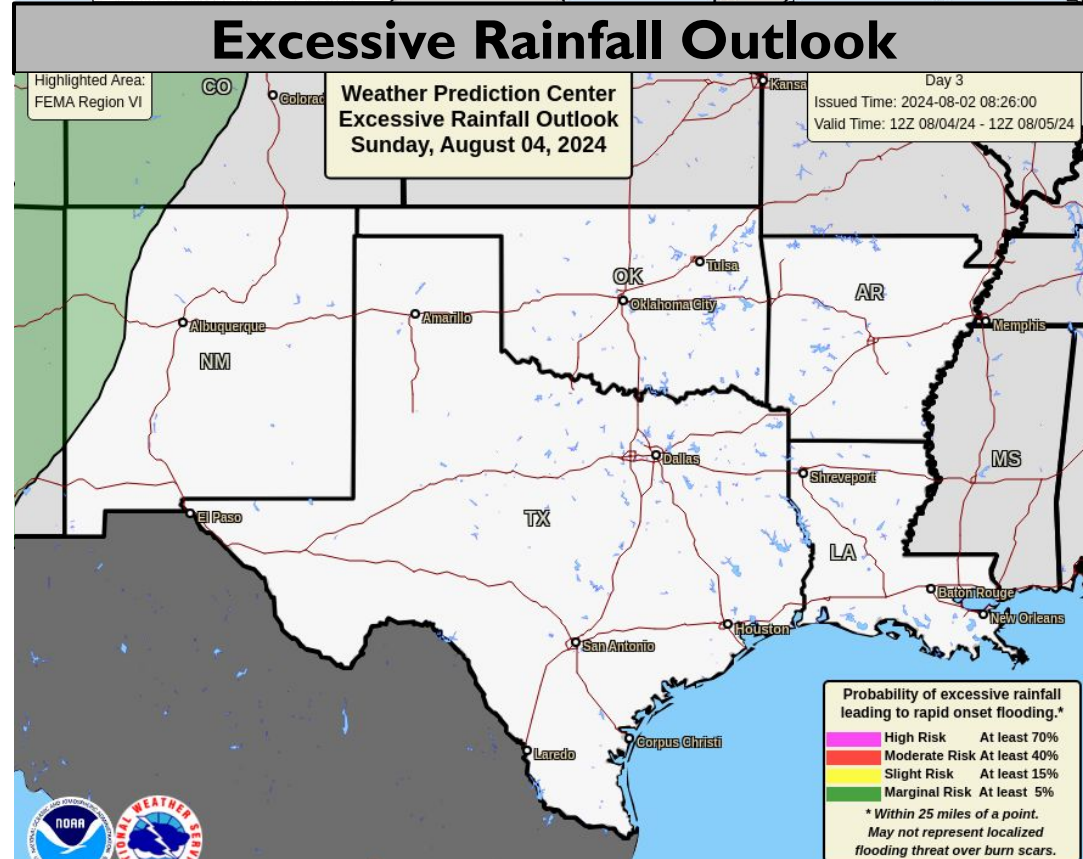 Excessive Rainfall Outlook
Highlighted Area:
FEMA Region VI
Weather Prediction Center
Excessive Rainfall Outlook
Sunday, August 04, 2024
Day 3
Issued Time: 2024-08-02 08:26:00
Valid Time: 12Z 08/04/24 - 12Z 08/05/24
CO
Colorad
Kansa
Tulsa
OK
Oklahoma City
AR
Amarillo
Albuquerque
Memphis
NM
Dallas
MS
Shreveport
El Paso
TX
LA
Baton Rouge
New Orleans
Houston
San Antonio
Corpus Christi
Laredo
Probability of excessive rainfall
leading to rapid onset flooding.*
High Risk At least 70%
Moderate Risk At least 40%
Slight Risk At least 15%
Marginal Risk At least 5%
* Within 25 miles of a point.
May not represent localized
flooding threat over burn scars.
NOAA
WEATHER SER